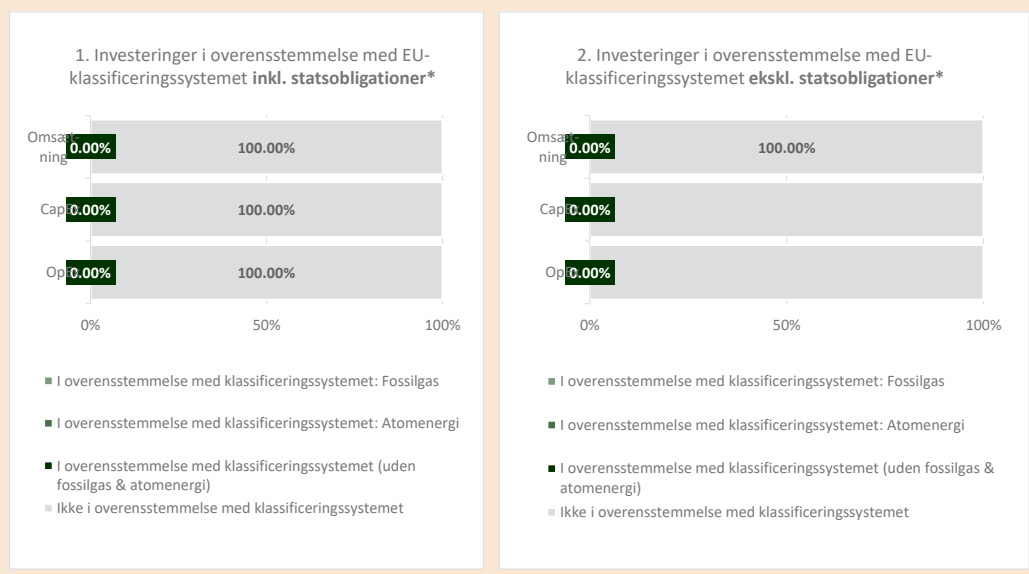 1. Investeringer i overensstemmelse med EU-
klassificeringssystemet inkl. statsobligationer*
Omsæt-
ning
0.00%
100.00%
CapEx
0.00%
100.00%
OpEx
0.00%
100.00%
0%
50%
100%
I overensstemmelse med klassificeringssystemet: Fossilgas
I overensstemmelse med klassificeringssystemet: Atomenergi
I overensstemmelse med klassificeringssystemet (uden
fossilgas & atomenergi)
Ikke i overensstemmelse med klassificeringssystemet
2. Investeringer i overensstemmelse med EU-
klassificeringssystemet ekskl. statsobligationer*
Omsæt-
ning
0.00%
100.00%
CapEx
0.00%
OpEx
0.00%
0%
50%
100%
I overensstemmelse med klassificeringssystemet: Fossilgas
I overensstemmelse med klassificeringssystemet: Atomenergi
I overensstemmelse med klassificeringssystemet (uden fossilgas &
atomenergi)
Ikke i overensstemmelse med klassificeringssystemet